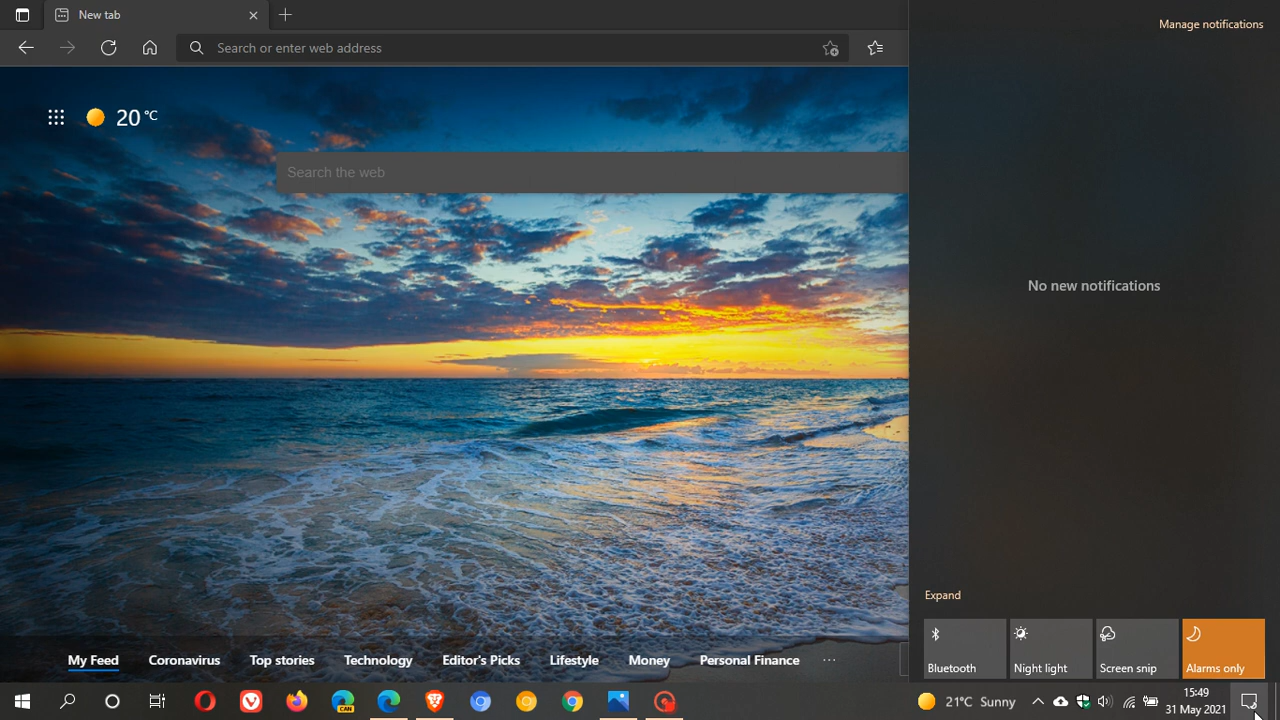 New tab
Search or enter web address
Manage notifications
20 °C
Search the web
No new notifications
Expand
Bluetooth
Night light
Screen snip
Alarms only
My Feed
Coronavirus
Top stories
Technology
Editor's Picks
Lifestyle
Money
Personal Finance
...
CAN
21°C Sunny
15:49
31 May 2021